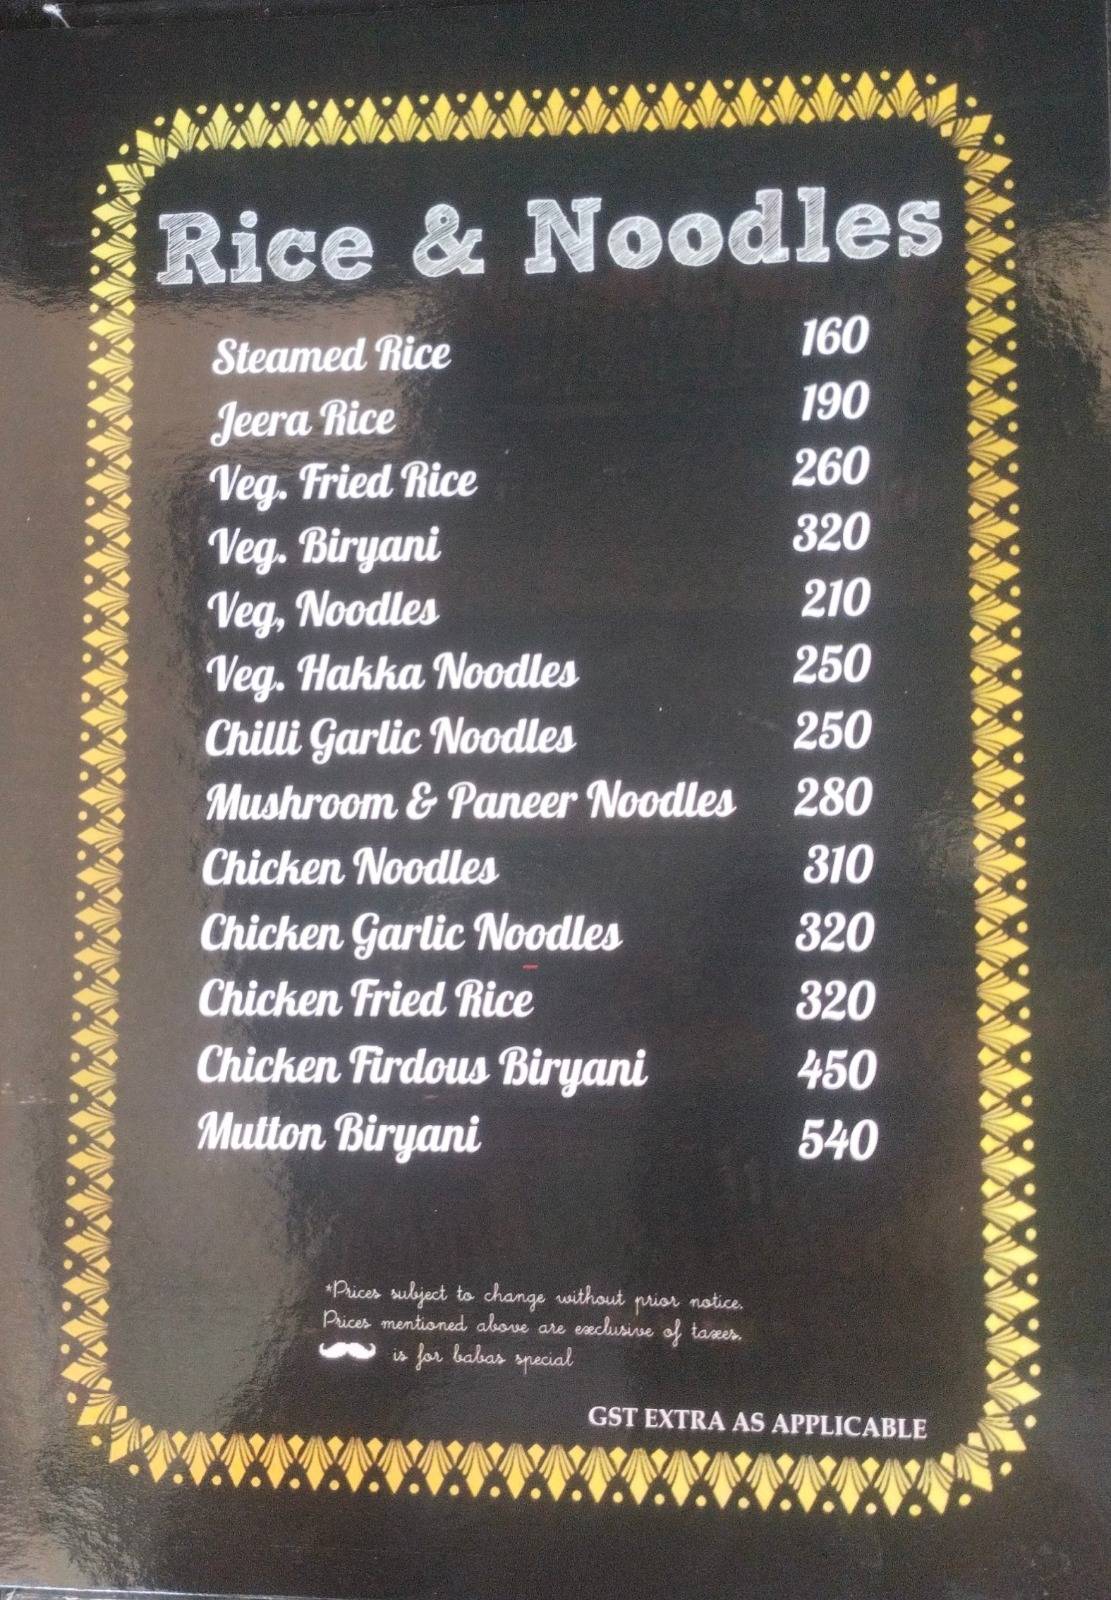 Rice & Noodles
Steamed Rice 160
Jeera Rice 190
Veg. Fried Rice 260
Veg. Biryani 320
Veg, Noodles 210
Veg. Hakka Noodles 250
Chilli Garlic Noodles 250
Mushroom & Paneer Noodles 280
Chicken Noodles 310
Chicken Garlic Noodles 320
Chicken Fried Rice 320
Chicken Firdous Biryani 450
Mutton Biryani 540
*Prices subject to change without prior notice.
Prices mentioned above are exclusive of taxes.
is for babas special
GST EXTRA AS APPLICABLE